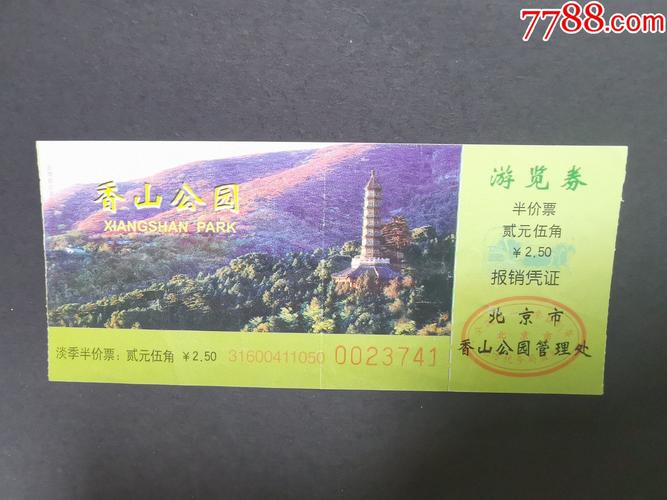 7788.com
香山公园
XIANGSHAN PARK
淡季半价票：贰元伍角 ￥2.50 31600411050 0023741
游览券
半价票
贰元伍角
￥2.50
报销凭证
北京市
香山公园管理处